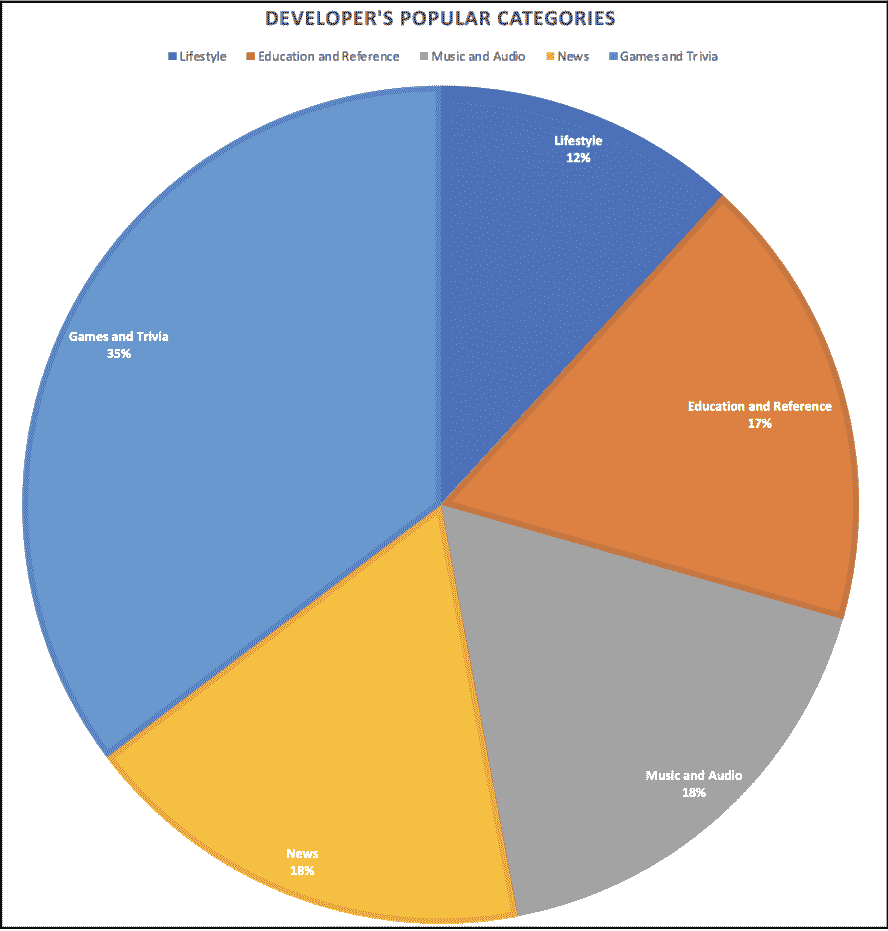 DEVELOPER'S POPULAR CATEGORIES
Lifestyle Education and Reference Music and Audio News Games and Trivia
Lifestyle
12%
Games and Trivia
35%
Education and Reference
17%
Music and Audio
18%
News
18%